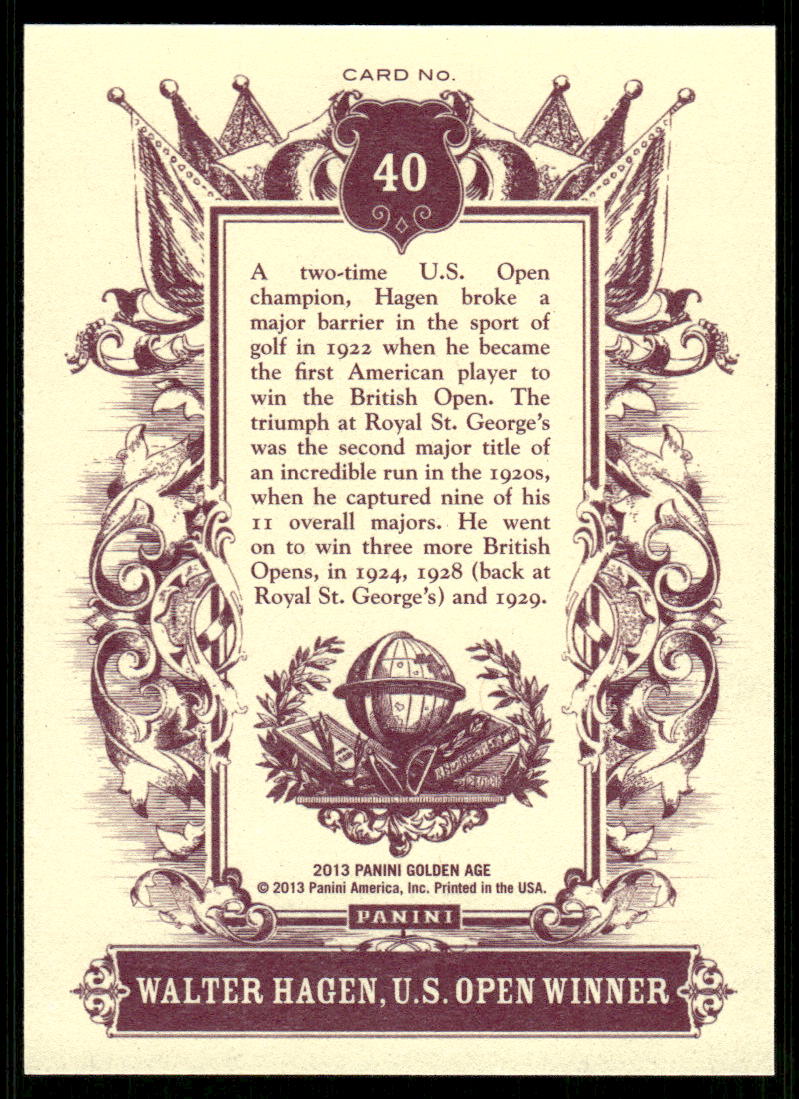 CARD No.
40
A two-time U.S. Open
champion, Hagen broke a
major barrier in the sport of
golf in 1922 when he became
the first American player to
win the British Open. The
triumph at Royal St. George's
was the second major title of
an incredible run in the 1920s,
when he captured nine of his
11 overall majors. He went
on to win three more British
Opens, in 1924, 1928 (back at
Royal St. George's) and 1929.
2013 PANINI GOLDEN AGE
© 2013 Panini America, Inc. Printed in the USA.
PANINI
WALTER HAGEN, U.S. OPEN WINNER